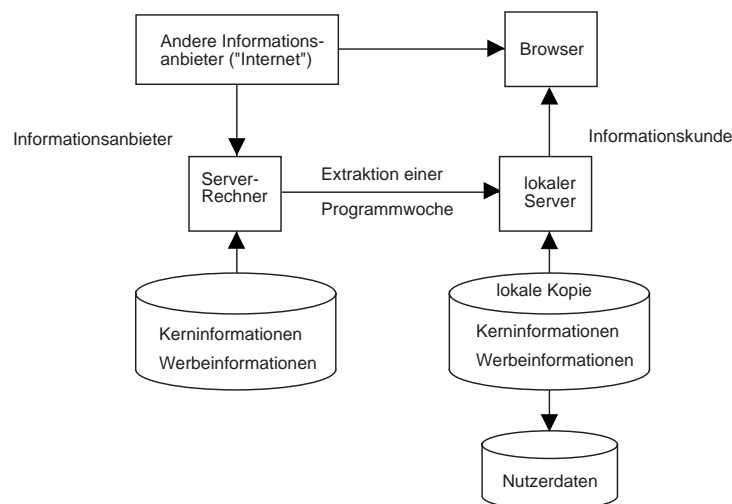 Andere Informations-
anbieter ("Internet")
Browser
Informationsanbieter
Informationskunde
Server-
Rechner
Extraktion einer
Programmwoche
lokaler
Server
Kerninformationen
Werbeinformationen
lokale Kopie
Kerninformationen
Werbeinformationen
Nutzerdaten